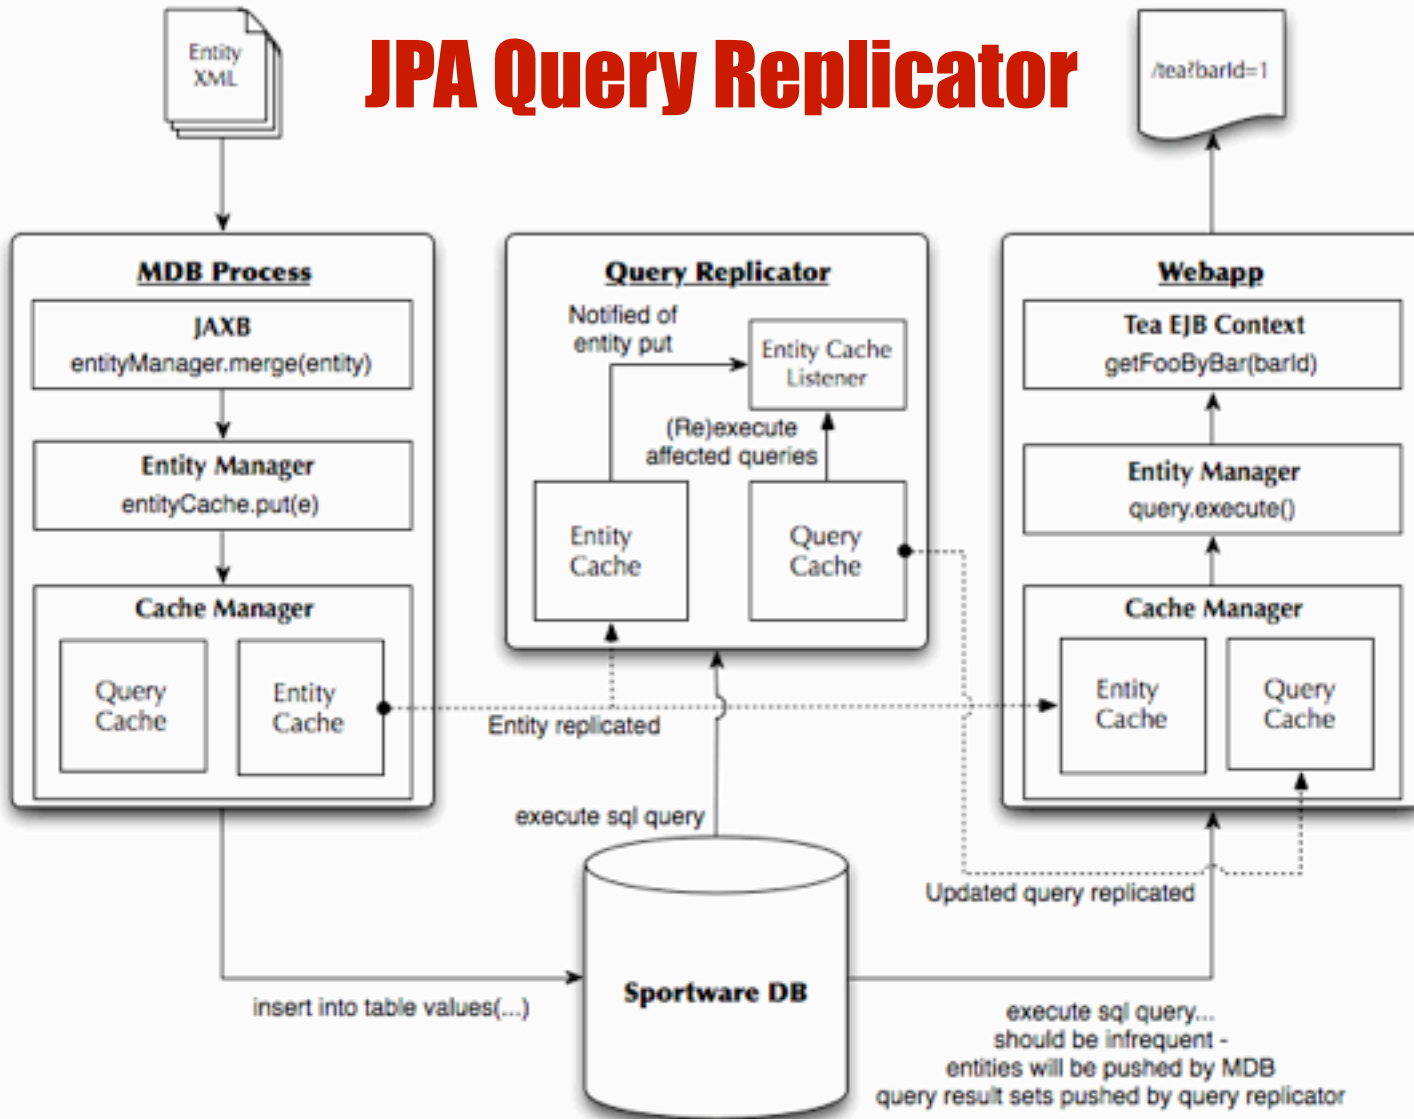 Entity
XML
JPA Query Replicator
/tea?barId=1
MDB Process
JAXB
entityManager.merge(entity)
Entity Manager
entityCache.put(e)
Cache Manager
Query
Cache
Entity
Cache
Query Replicator
Notified of
entity put
Entity Cache
Listener
(Re)execute
affected queries
Entity
Cache
Query
Cache
Webapp
Tea EJB Context
getFooByBar(barId)
Entity Manager
query.execute()
Cache Manager
Entity
Cache
Query
Cache
Entity replicated
execute sql query
Updated query replicated
insert into table values(...)
Sportware DB
execute sql query...
should be infrequent -
entities will be pushed by MDB
query result sets pushed by query replicator